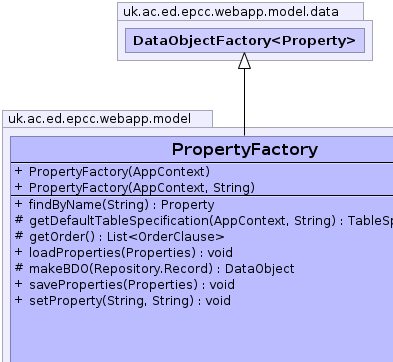 uk.ac.ed.epcc.webapp.model.data
DataObjectFactory<Property>
uk.ac.ed.epcc.webapp.model
PropertyFactory
+ PropertyFactory(AppContext)
+ PropertyFactory(AppContext, String)
+ findByName(String) : Property
# getDefaultTableSpecification(AppContext, String) : TableSp
# getOrder() : List<OrderClause>
+ loadProperties(Properties) : void
# makeBDO(Repository.Record) : DataObject
+ saveProperties(Properties) : void
+ setProperty(String, String) : void